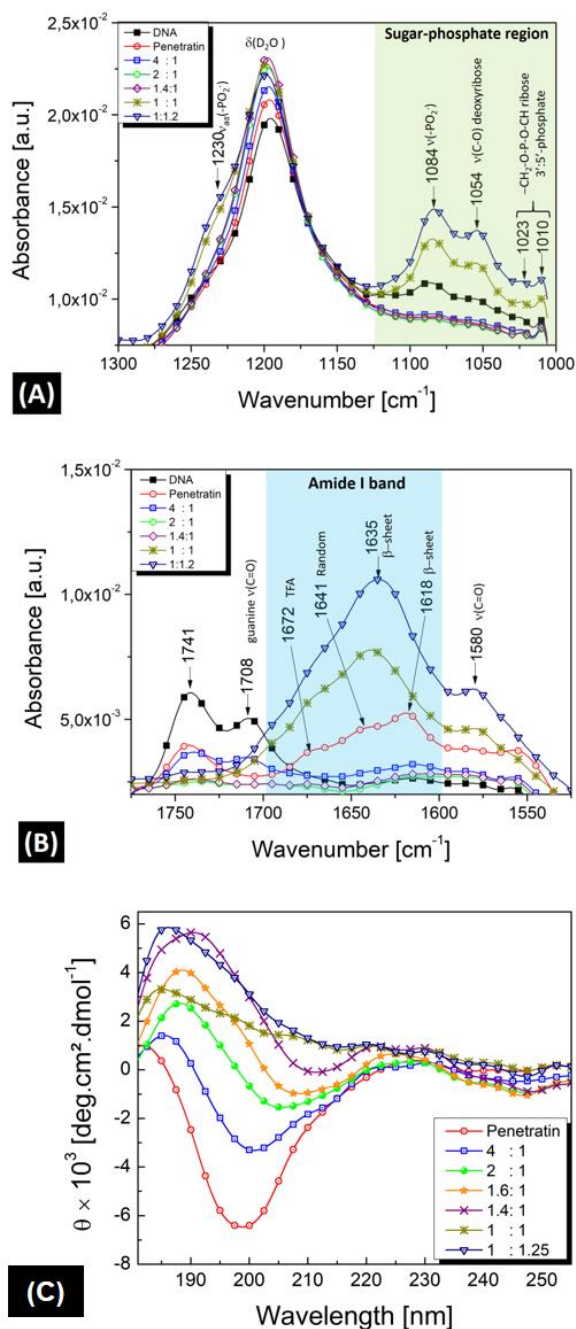 2,5x10⁻²
2,0x10⁻²
1,5x10⁻²
1,0x10⁻²
Absorbance [a.u.]
DNA
Penetratin
4 : 1
2 : 1
1.4:1
1 : 1
1:1.2
1230 νas(-PO₂⁻)
δ(D₂O )
Sugar-phosphate region
1084 ν(-PO₂⁻)
1054 ν(C-O) deoxyribose
–CH₂-O-P-O-CH ribose
3':5'-phosphate
1023
1010
1300 1250 1200 1150 1100 1050 1000
Wavenumber [cm⁻¹]
(A)
1,5x10⁻²
1,0x10⁻²
5,0x10⁻³
Absorbance [a.u.]
DNA
Penetratin
4 : 1
2 : 1
1.4:1
1 : 1
1:1.2
Amide I band
1741
1708 guanine ν(C=O)
1672 TFA
1641 Random
1635
β–sheet
1618 β–sheet
1580 ν(C=O)
1750 1700 1650 1600 1550
Wavenumber [cm⁻¹]
(B)
6
4
2
0
-2
-4
-6
-8
θ × 10³ [deg.cm².dmol⁻¹]
Penetratin
4 : 1
2 : 1
1.6: 1
1.4: 1
1 : 1
1 : 1.25
190 200 210 220 230 240 250
Wavelength [nm]
(C)